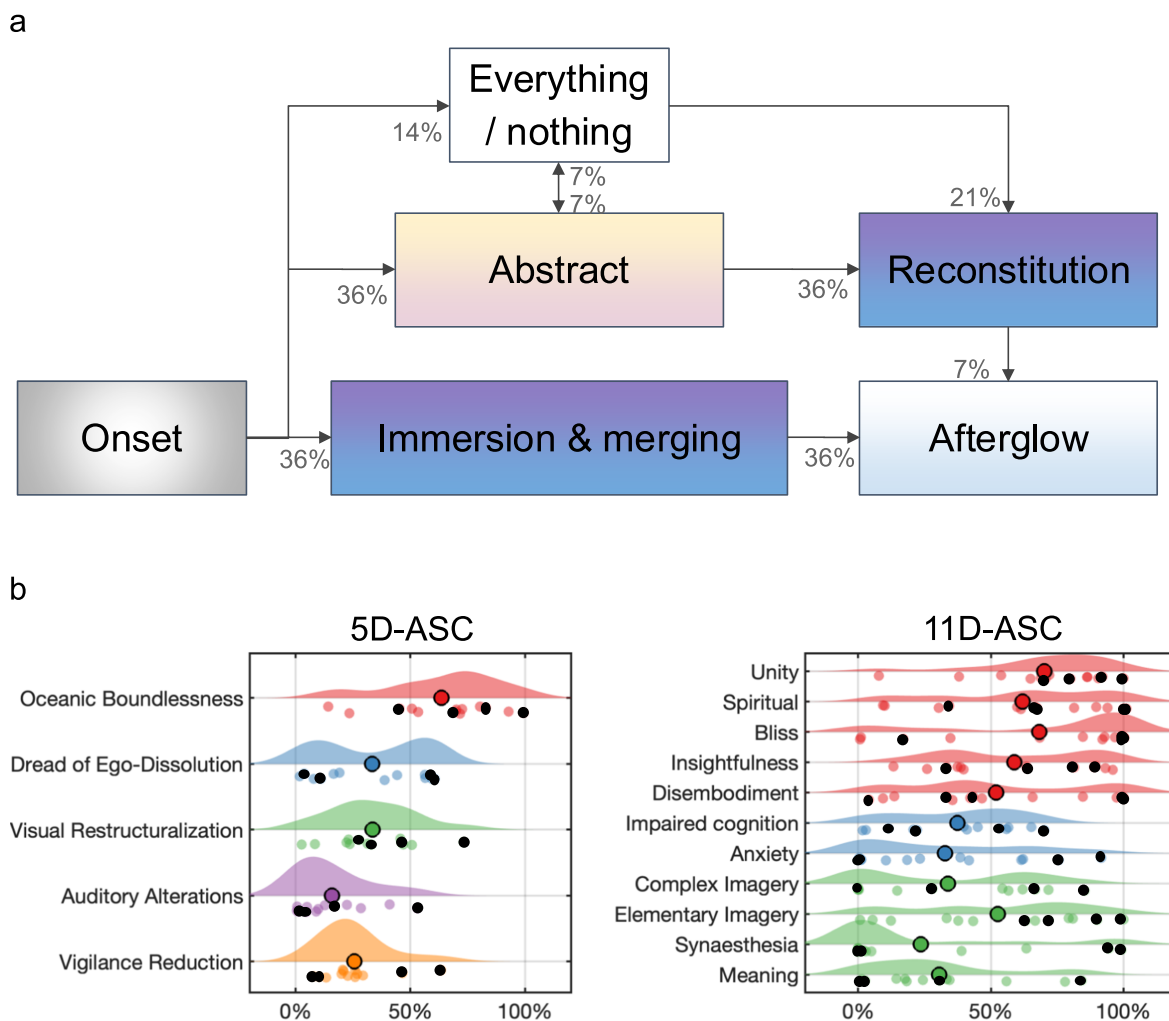 a
Everything
/ nothing
14%
7%
7%
21%
Abstract
Reconstitution
36%
36%
7%
Onset
Immersion & merging
Afterglow
36%
36%
b
5D-ASC
Oceanic Boundlessness
Dread of Ego-Dissolution
Visual Restructuralization
Auditory Alterations
Vigilance Reduction
0%
50%
100%
11D-ASC
Unity
Spiritual
Bliss
Insightfulness
Disembodiment
Impaired cognition
Anxiety
Complex Imagery
Elementary Imagery
Synaesthesia
Meaning
0%
50%
100%